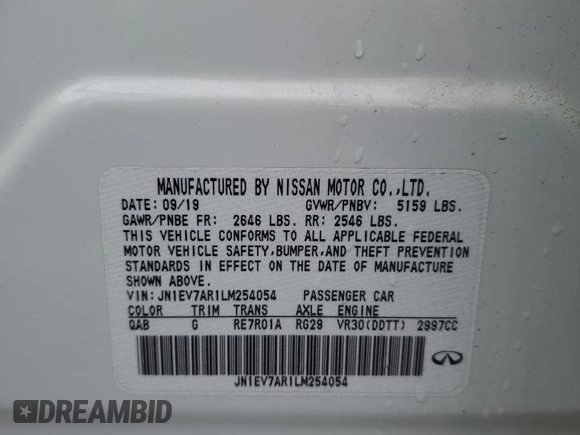 MANUFACTURED BY NISSAN MOTOR CO.,LTD.
DATE: 09/19 GVWR/PNBV: 5159 LBS.
GAWR/PNBE FR: 2646 LBS. RR: 2546 LBS.
THIS VEHICLE CONFORMS TO ALL APPLICABLE FEDERAL
MOTOR VEHICLE SAFETY,BUMPER,AND THEFT PREVENTION
STANDARDS IN EFFECT ON THE DATE OF MANUFACTURE
SHOWN ABOVE.
VIN: JN1EV7AR1LM254054 PASSENGER CAR
COLOR TRIM TRANS AXLE ENGINE
QAB G RE7R01A RG29 VR30(DDTT) 2997CC
JN1EV7AR1LM254054
DREAMBID